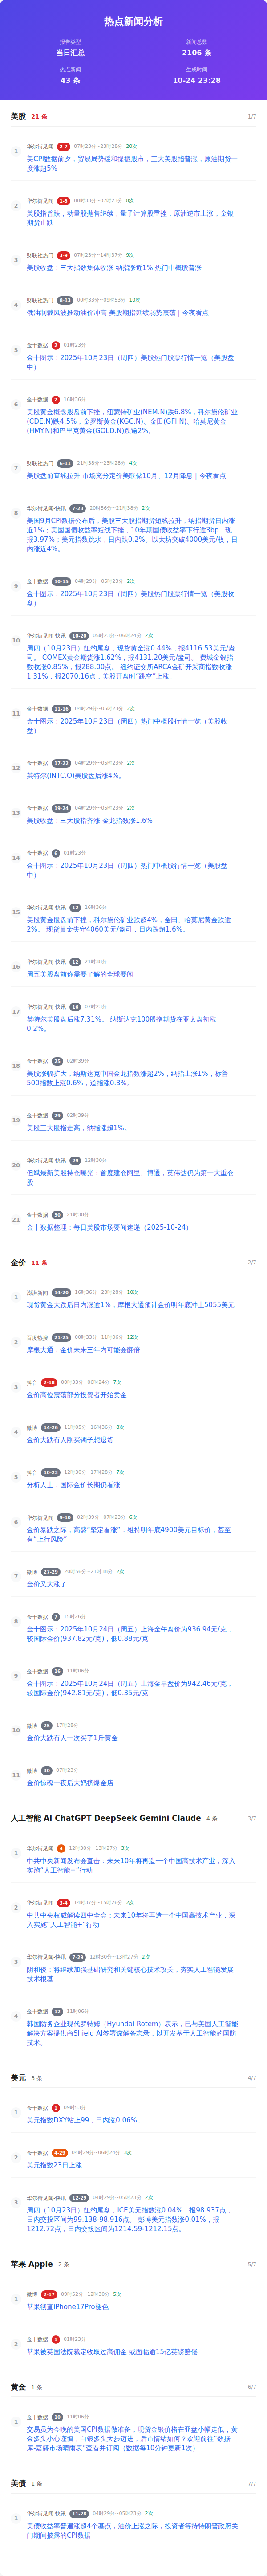 热点新闻分析
报告类型
新闻总数
当日汇总
2106 条
热点新闻
生成时间
43 条
10-24 23:28
美股 21 条
1/7
1
华尔街见闻 2-7 07时23分~23时28分 20次
美CPI数据前夕，贸易局势缓和提振股市，三大美股指普涨，原油期货一
度涨超5%
2
华尔街见闻 1-3 00时33分~07时23分 8次
美股指普跌，动量股抛售继续，量子计算股重挫，原油逆市上涨，金银
期货止跌
3
财联社热门 3-9 07时23分~14时37分 9次
美股收盘：三大指数集体收涨 纳指涨近1% 热门中概股普涨
4
财联社热门 8-13 00时33分~09时53分 10次
俄油制裁风波推动油价冲高 美股期指延续弱势震荡 | 今夜看点
5
金十数据 2 01时23分
金十图示：2025年10月23日（周四）美股热门股票行情一览（美股盘
中）
6
金十数据 2 16时36分
美股黄金概念股盘前下挫，纽蒙特矿业(NEM.N)跌6.8%，科尔黛伦矿业
(CDE.N)跌4.5%，金罗斯黄金(KGC.N)、金田(GFI.N)、哈莫尼黄金
(HMY.N)和巴里克黄金(GOLD.N)跌逾2%。
7
财联社热门 6-11 21时38分~23时28分 4次
美股盘前直线拉升 市场充分定价美联储10月、12月降息 | 今夜看点
8
华尔街见闻-快讯 7-23 20时56分~21时38分 2次
美国9月CPI数据公布后，美股三大股指期货短线拉升，纳指期货日内涨
近1%；美国国债收益率短线下挫，10年期国债收益率下行逾3bp，现
报3.97%；美元指数跳水，日内跌0.2%。以太坊突破4000美元/枚，日
内涨近4%。
9
金十数据 10-15 04时29分~05时23分 2次
金十图示：2025年10月23日（周四）美股热门股票行情一览（美股收
盘）
10
华尔街见闻-快讯 10-20 05时23分~06时24分 2次
周四（10月23日）纽约尾盘，现货黄金涨0.44%，报4116.53美元/盎
司。 COMEX黄金期货涨1.62%，报4131.20美元/盎司。 费城金银指
数收涨0.85%，报288.00点。 纽约证交所ARCA金矿开采商指数收涨
1.31%，报2070.16点，美股开盘时“跳空”上涨。
11
金十数据 11-16 04时29分~05时23分 2次
金十图示：2025年10月23日（周四）热门中概股行情一览（美股收
盘）
12
金十数据 17-22 04时29分~05时23分 2次
英特尔(INTC.O)美股盘后涨4%。
13
金十数据 19-24 04时29分~05时23分 2次
美股收盘：三大股指齐涨 金龙指数涨1.6%
14
金十数据 6 01时23分
金十图示：2025年10月23日（周四）热门中概股行情一览（美股盘
中）
15
华尔街见闻-快讯 12 16时36分
美股黄金股盘前下挫，科尔黛伦矿业跌超4%，金田、哈莫尼黄金跌逾
2%。 现货黄金失守4060美元/盎司，日内跌超1.6%。
16
华尔街见闻-快讯 12 21时38分
周五美股盘前你需要了解的全球要闻
17
华尔街见闻-快讯 16 07时23分
英特尔美股盘后涨7.31%。 纳斯达克100股指期货在亚太盘初涨
0.2%。
18
金十数据 25 02时39分
美股涨幅扩大，纳斯达克中国金龙指数涨超2%，纳指上涨1%，标普
500指数上涨0.6%，道指涨0.3%。
19
金十数据 29 02时39分
美股三大股指走高，纳指涨超1%。
20
华尔街见闻-快讯 29 12时30分
但斌最新美股持仓曝光：首度建仓阿里、博通，英伟达仍为第一大重仓
股
21
金十数据 30 21时38分
金十数据整理：每日美股市场要闻速递（2025-10-24）
金价 11 条
2/7
1
澎湃新闻 14-20 16时36分~23时28分 10次
现货黄金大跌后日内涨逾1%，摩根大通预计金价明年底冲上5055美元
2
百度热搜 21-25 00时33分~11时06分 12次
摩根大通：金价未来三年内可能会翻倍
3
抖音 2-18 00时33分~06时24分 7次
金价高位震荡部分投资者开始卖金
4
微博 14-26 11时05分~16时36分 8次
金价大跌有人刚买镯子想退货
5
抖音 10-23 12时30分~17时28分 7次
分析人士：国际金价长期仍看涨
6
华尔街见闻 9-10 02时39分~07时23分 6次
金价暴跌之际，高盛“坚定看涨”：维持明年底4900美元目标价，甚至
有“上行风险”
7
微博 27-29 20时56分~21时38分 2次
金价又大涨了
8
金十数据 7 15时26分
金十图示：2025年10月24日（周五）上海金午盘价为936.94元/克，
较国际金价(937.82元/克)，低0.88元/克
9
金十数据 16 11时06分
金十图示：2025年10月24日（周五）上海金早盘价为942.46元/克，
较国际金价(942.81元/克)，低0.35元/克
10
微博 25 17时28分
金价大跌有人一次买了1斤黄金
11
微博 30 07时23分
金价惊魂一夜后大妈挤爆金店
人工智能 AI ChatGPT DeepSeek Gemini Claude 4 条
3/7
1
华尔街见闻 4 12时30分~13时27分 3次
中共中央新闻发布会直击：未来10年将再造一个中国高技术产业，深入
实施“人工智能+”行动
2
华尔街见闻 3-4 14时37分~15时26分 2次
中共中央权威解读四中全会：未来10年将再造一个中国高技术产业，深
入实施“人工智能+”行动
3
华尔街见闻-快讯 7-29 12时30分~13时27分 2次
阴和俊：将继续加强基础研究和关键核心技术攻关，夯实人工智能发展
技术根基
4
金十数据 12 11时06分
韩国防务企业现代罗特姆（Hyundai Rotem）表示，已与美国人工智能
解决方案提供商Shield AI签署谅解备忘录，以开发基于人工智能的国防
技术。
美元 3 条
4/7
1
金十数据 1 09时53分
美元指数DXY站上99，日内涨0.06%。
2
金十数据 4-29 04时29分~06时24分 3次
美元指数23日上涨
3
华尔街见闻-快讯 12-29 04时29分~05时23分 2次
周四（10月23日）纽约尾盘，ICE美元指数涨0.04%，报98.937点，
日内交投区间为99.138-98.916点。 彭博美元指数涨0.01%，报
1212.72点，日内交投区间为1214.59-1212.15点。
苹果 Apple 2 条
5/7
1
微博 2-17 09时52分~12时30分 5次
苹果彻查iPhone17Pro褪色
2
金十数据 1 01时23分
苹果被英国法院裁定收取过高佣金 或面临逾15亿英镑赔偿
黄金 1 条
6/7
1
金十数据 10 11时06分
交易员为今晚的美国CPI数据做准备，现货金银价格在亚盘小幅走低，黄
金多头小心谨慎，白银多头大步迈进，后市情绪如何？欢迎前往“数据
库-嘉盛市场晴雨表”查看并订阅（数据每10分钟更新1次）
美债 1 条
7/7
1
华尔街见闻-快讯 11-28 04时29分~05时23分 2次
美债收益率普遍涨超4个基点，油价上涨之际，投资者等待特朗普政府关
门期间披露的CPI数据